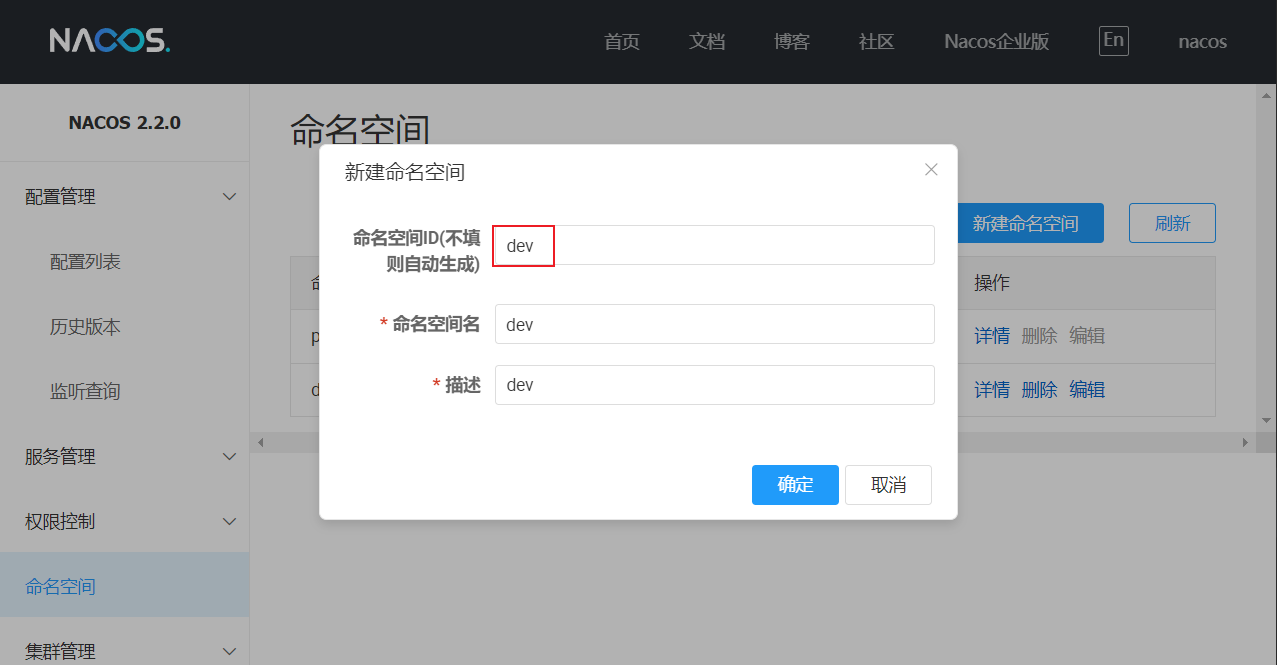 NACOS.
首页 文档 博客 社区 Nacos企业版 En nacos
NACOS 2.2.0
配置管理
配置列表
历史版本
监听查询
服务管理
权限控制
命名空间
集群管理
命名空间
新建命名空间 刷新
操作
详情 删除 编辑
详情 删除 编辑
新建命名空间
命名空间ID(不填
则自动生成)
dev
* 命名空间名 dev
* 描述 dev
确定 取消